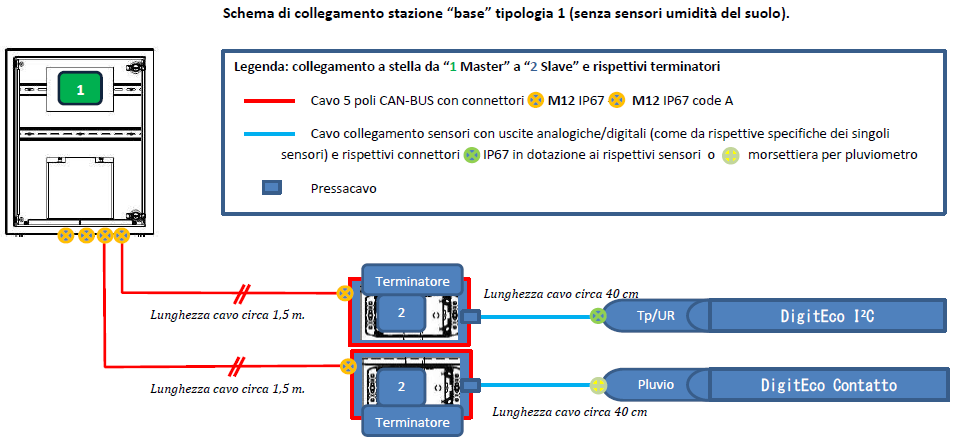 Schema di collegamento stazione “base” tipologia 1 (senza sensori umidità del suolo).
Legenda: collegamento a stella da “1 Master” a “2 Slave” e rispettivi terminatori
Cavo 5 poli CAN-BUS con connettori M12 IP67 M12 IP67 code A
Cavo collegamento sensori con uscite analogiche/digitali (come da rispettive specifiche dei singoli
sensori) e rispettivi connettori IP67 in dotazione ai rispettivi sensori o morsettiera per pluviometro
Pressacavo
1
Terminatore
2
Lunghezza cavo circa 1,5 m.
Lunghezza cavo circa 40 cm
Tp/UR
DigitEco I²C
2
Terminatore
Lunghezza cavo circa 1,5 m.
Lunghezza cavo circa 40 cm
Pluvio
DigitEco Contatto